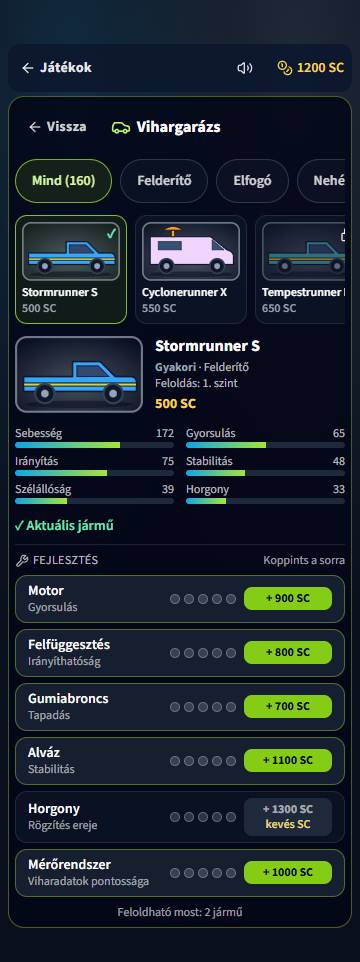 ← Játékok
1200 SC
← Vissza
Vihargarázs
Mind (160)
Felderítő
Elfogó
Nehé
Stormrunner S
500 SC
Cyclonerunner X
550 SC
Tempestrunner
650 SC
Stormrunner S
Gyakori · Felderítő
Feloldás: 1. szint
500 SC
Sebesség 172
Gyorsulás 65
Irányítás 75
Stabilitás 48
Szélállóság 39
Horgony 33
✓ Aktuális jármű
FEJLESZTÉS
Koppints a sorra
Motor
Gyorsulás
+ 900 SC
Felfüggesztés
Irányíthatóság
+ 800 SC
Gumiabroncs
Tapadás
+ 700 SC
Alváz
Stabilitás
+ 1100 SC
Horgony
Rögzítés ereje
+ 1300 SC
kevés SC
Mérőrendszer
Viharadatok pontossága
+ 1000 SC
Feloldható most: 2 jármű